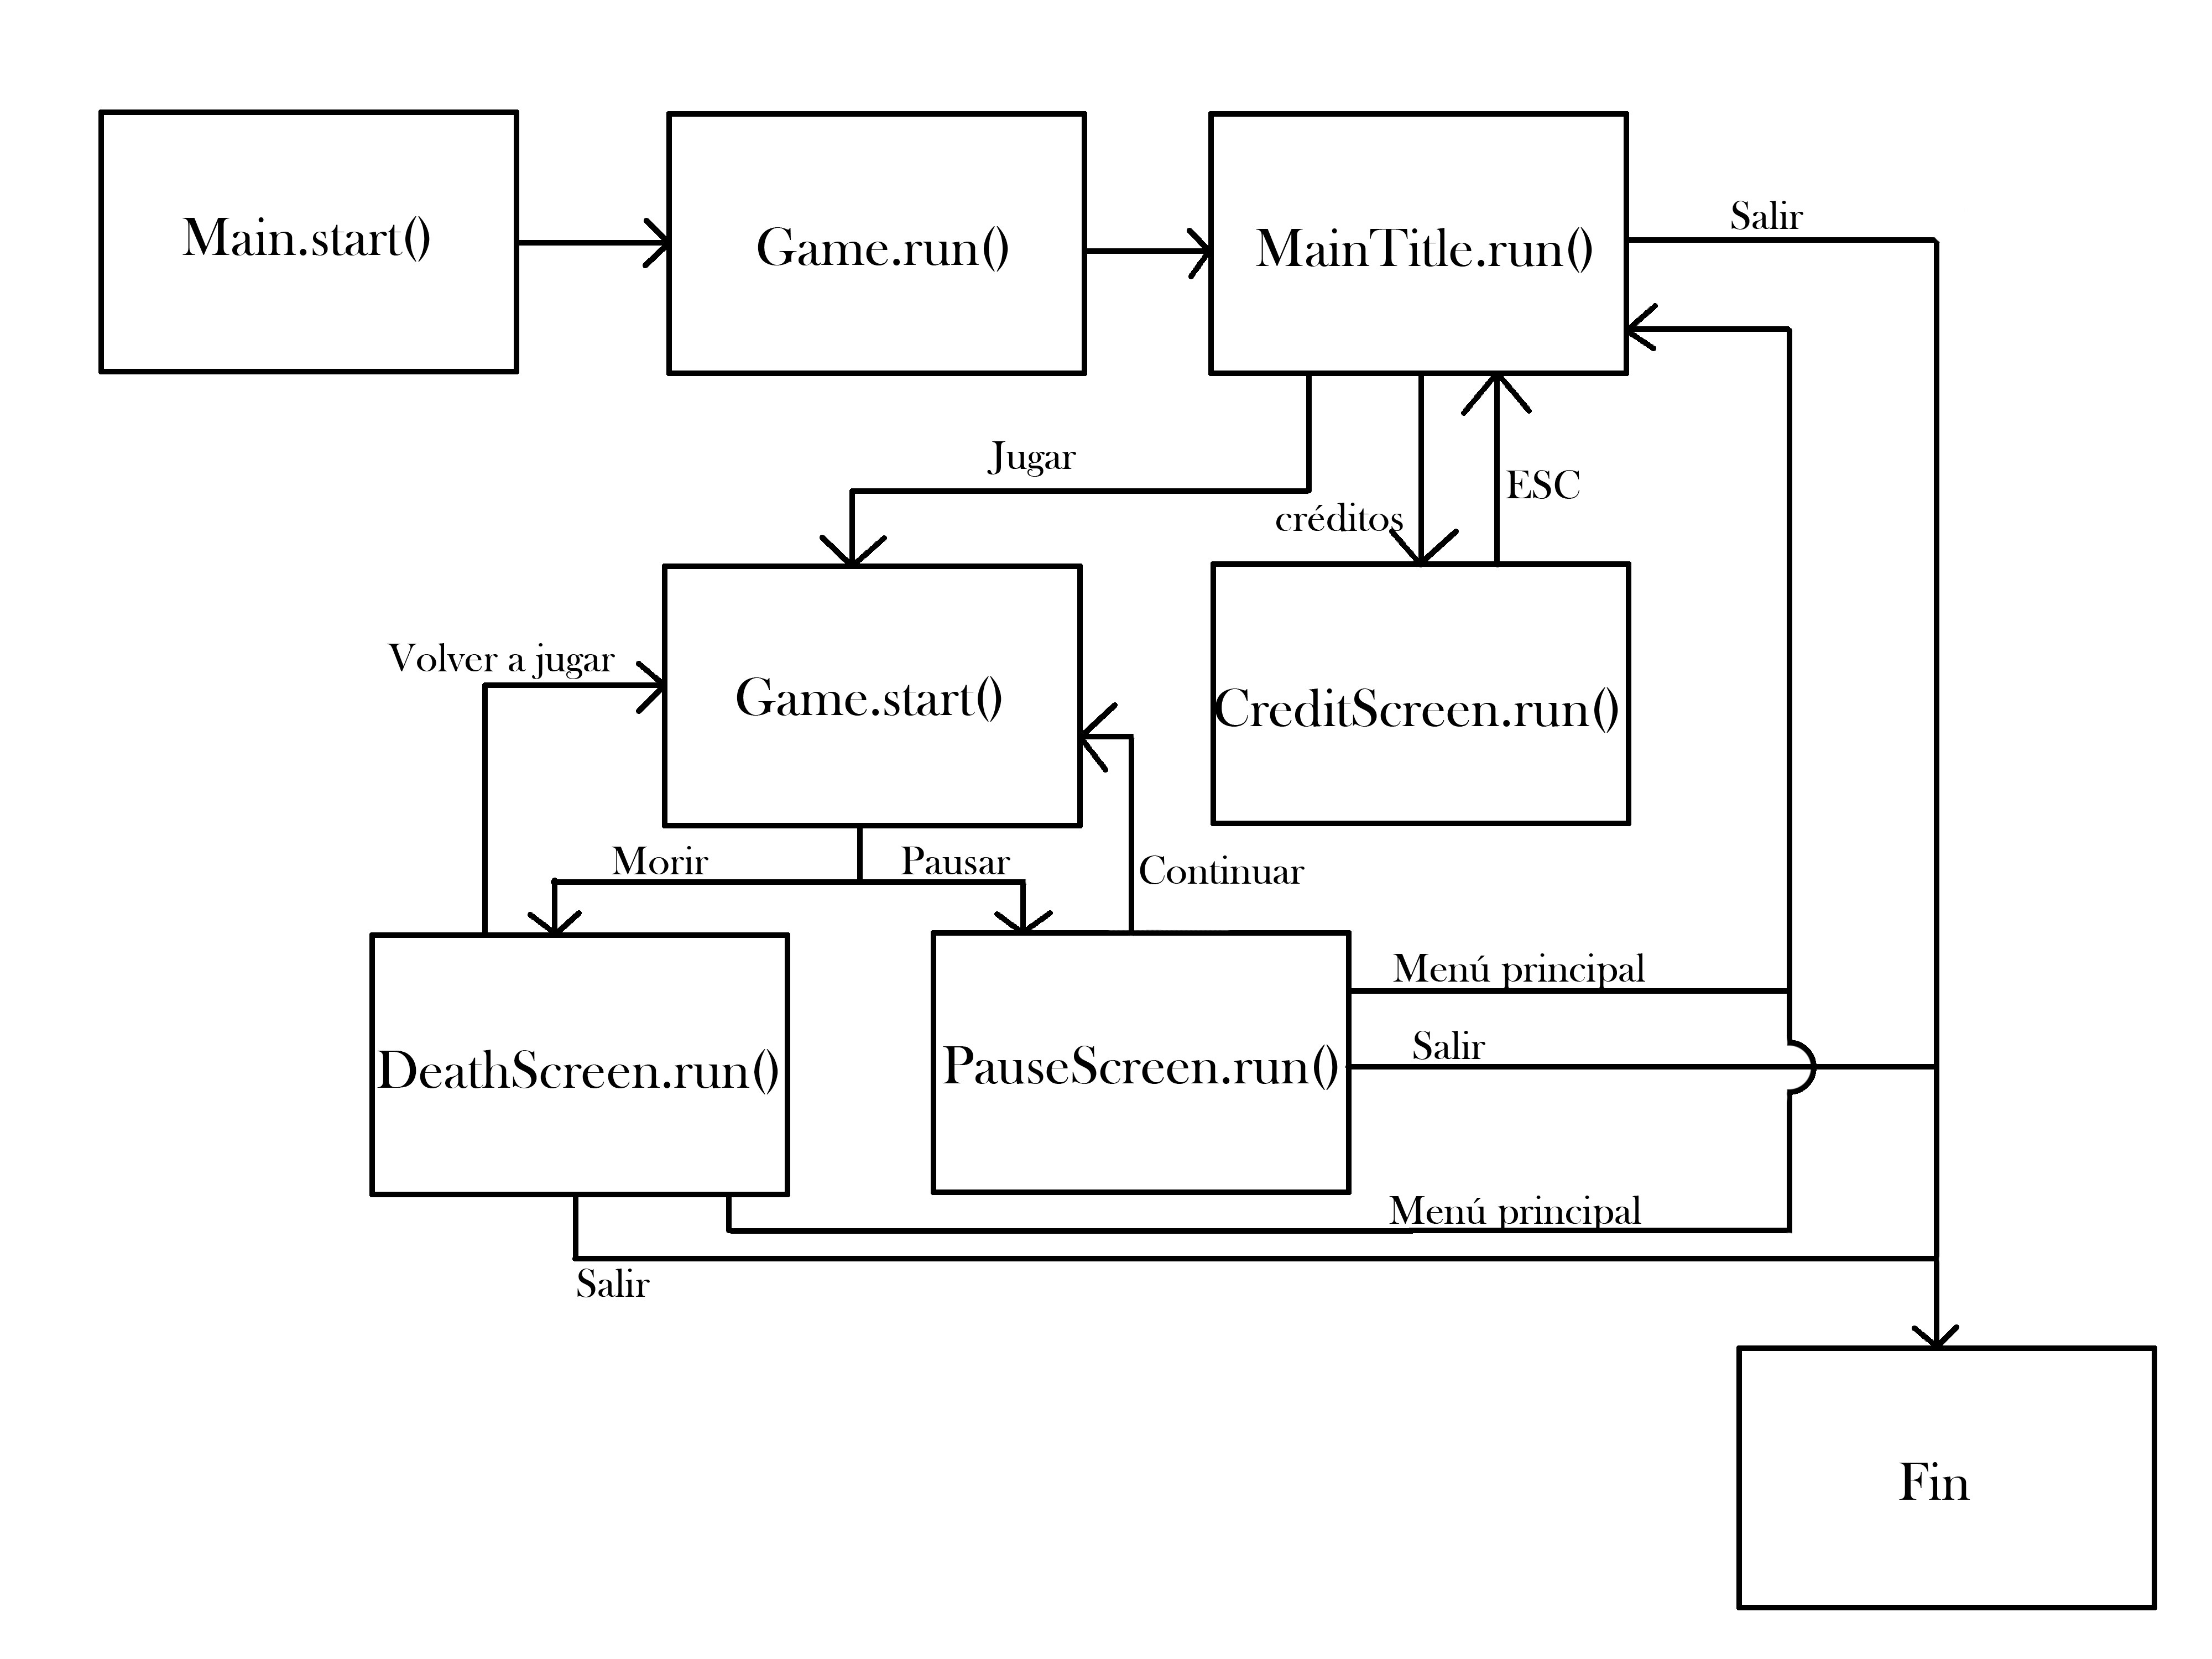 Main.start()
Game.run()
MainTitle.run()
Salir
Jugar
créditos
ESC
Volver a jugar
Game.start()
CreditScreen.run()
Morir
Pausar
Continuar
DeathScreen.run()
PauseScreen.run()
Menú principal
Salir
Menú principal
Salir
Fin